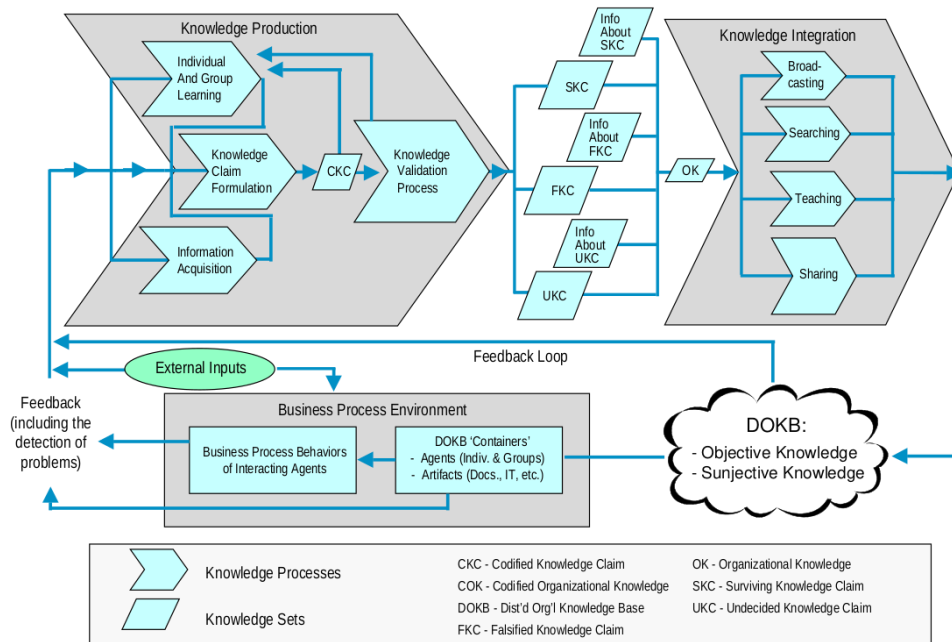 Knowledge Production
Individual
And Group
Learning
Knowledge
Claim
Formulation
Information
Acquisition
CKC
Knowledge
Validation
Process
Info
About
SKC
SKC
Info
About
FKC
FKC
Info
About
UKC
UKC
OK
Knowledge Integration
Broad-
casting
Searching
Teaching
Sharing
Feedback Loop
External Inputs
Feedback
(including the
detection of
problems)
Business Process Environment
Business Process Behaviors
of Interacting Agents
DOKB ‘Containers’
- Agents (Indiv. & Groups)
- Artifacts (Docs., IT, etc.)
DOKB:
- Objective Knowledge
- Sunjective Knowledge
Knowledge Processes
Knowledge Sets
CKC - Codified Knowledge Claim
COK - Codified Organizational Knowledge
DOKB - Dist’d Org’l Knowledge Base
FKC - Falsified Knowledge Claim
OK - Organizational Knowledge
SKC - Surviving Knowledge Claim
UKC - Undecided Knowledge Claim